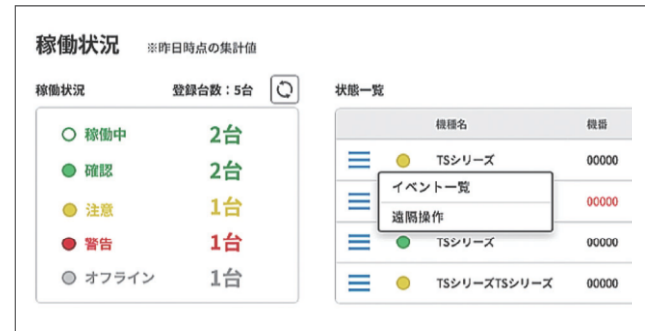 稼働状況 ※昨日時点の集計値
稼働状況 登録台数：5台
稼働中 2台
確認 2台
注意 1台
警告 1台
オフライン 1台
状態一覧
機種名 機番
TSシリーズ 00000
イベント一覧
00000
遠隔操作
TSシリーズ 00000
TSシリーズTSシリーズ 00000